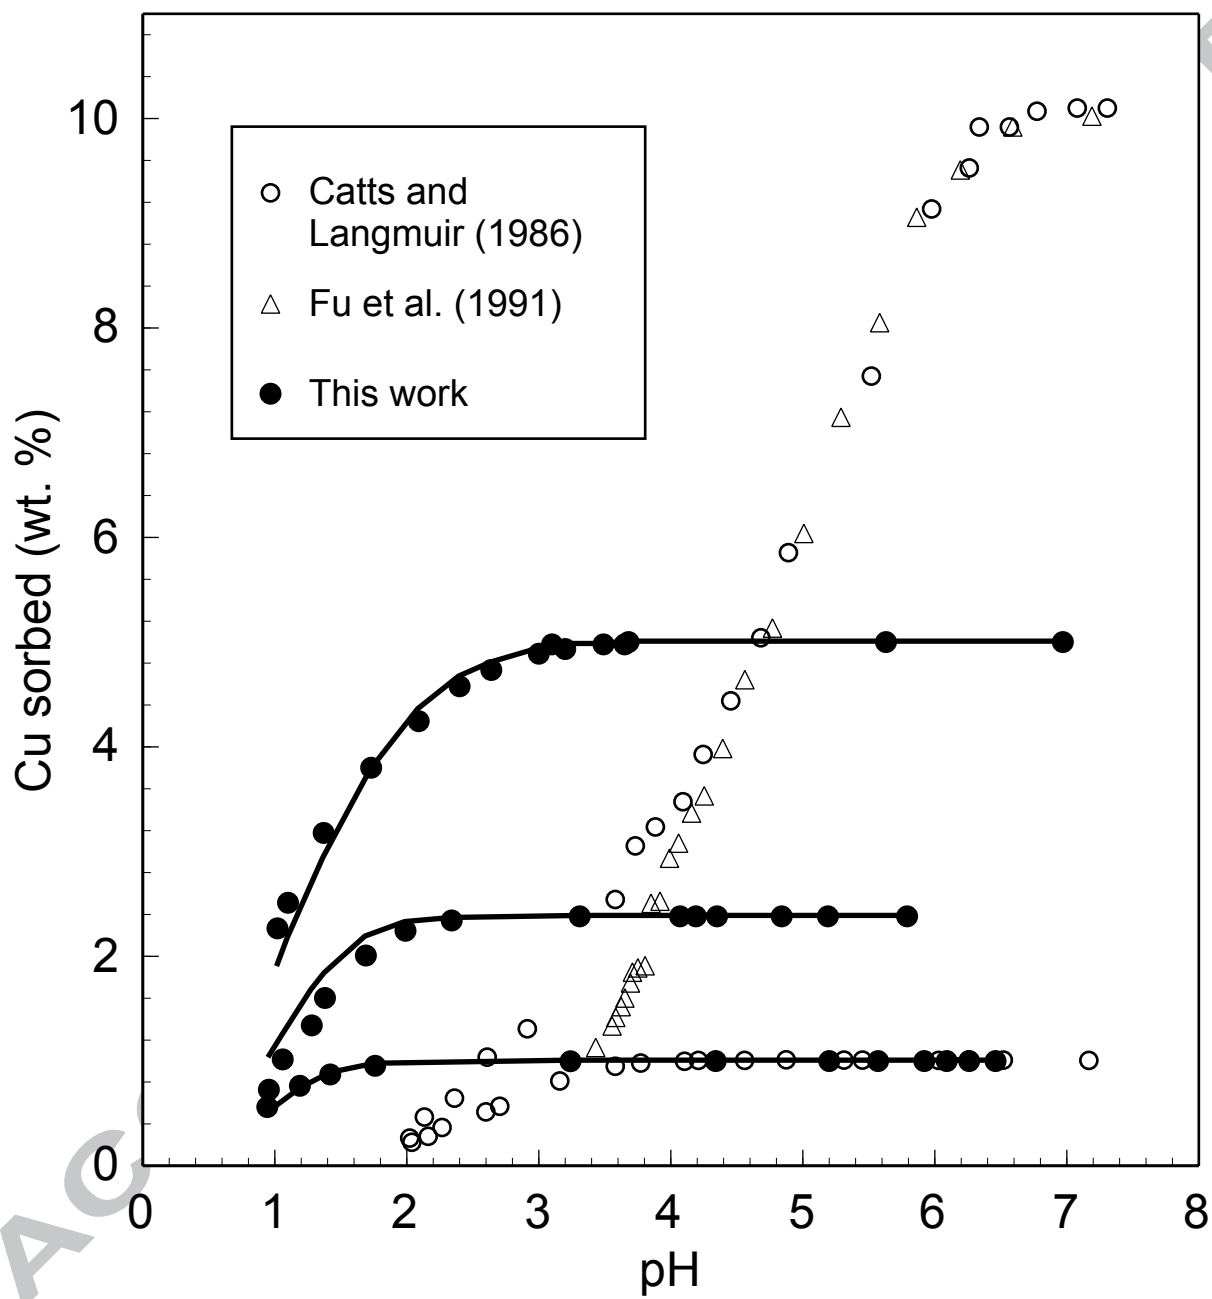 10
8
6
4
2
0
Cu sorbed (wt. %)
Catts and
Langmuir (1986)
Fu et al. (1991)
This work
0 1 2 3 4 5 6 7 8
pH
AC